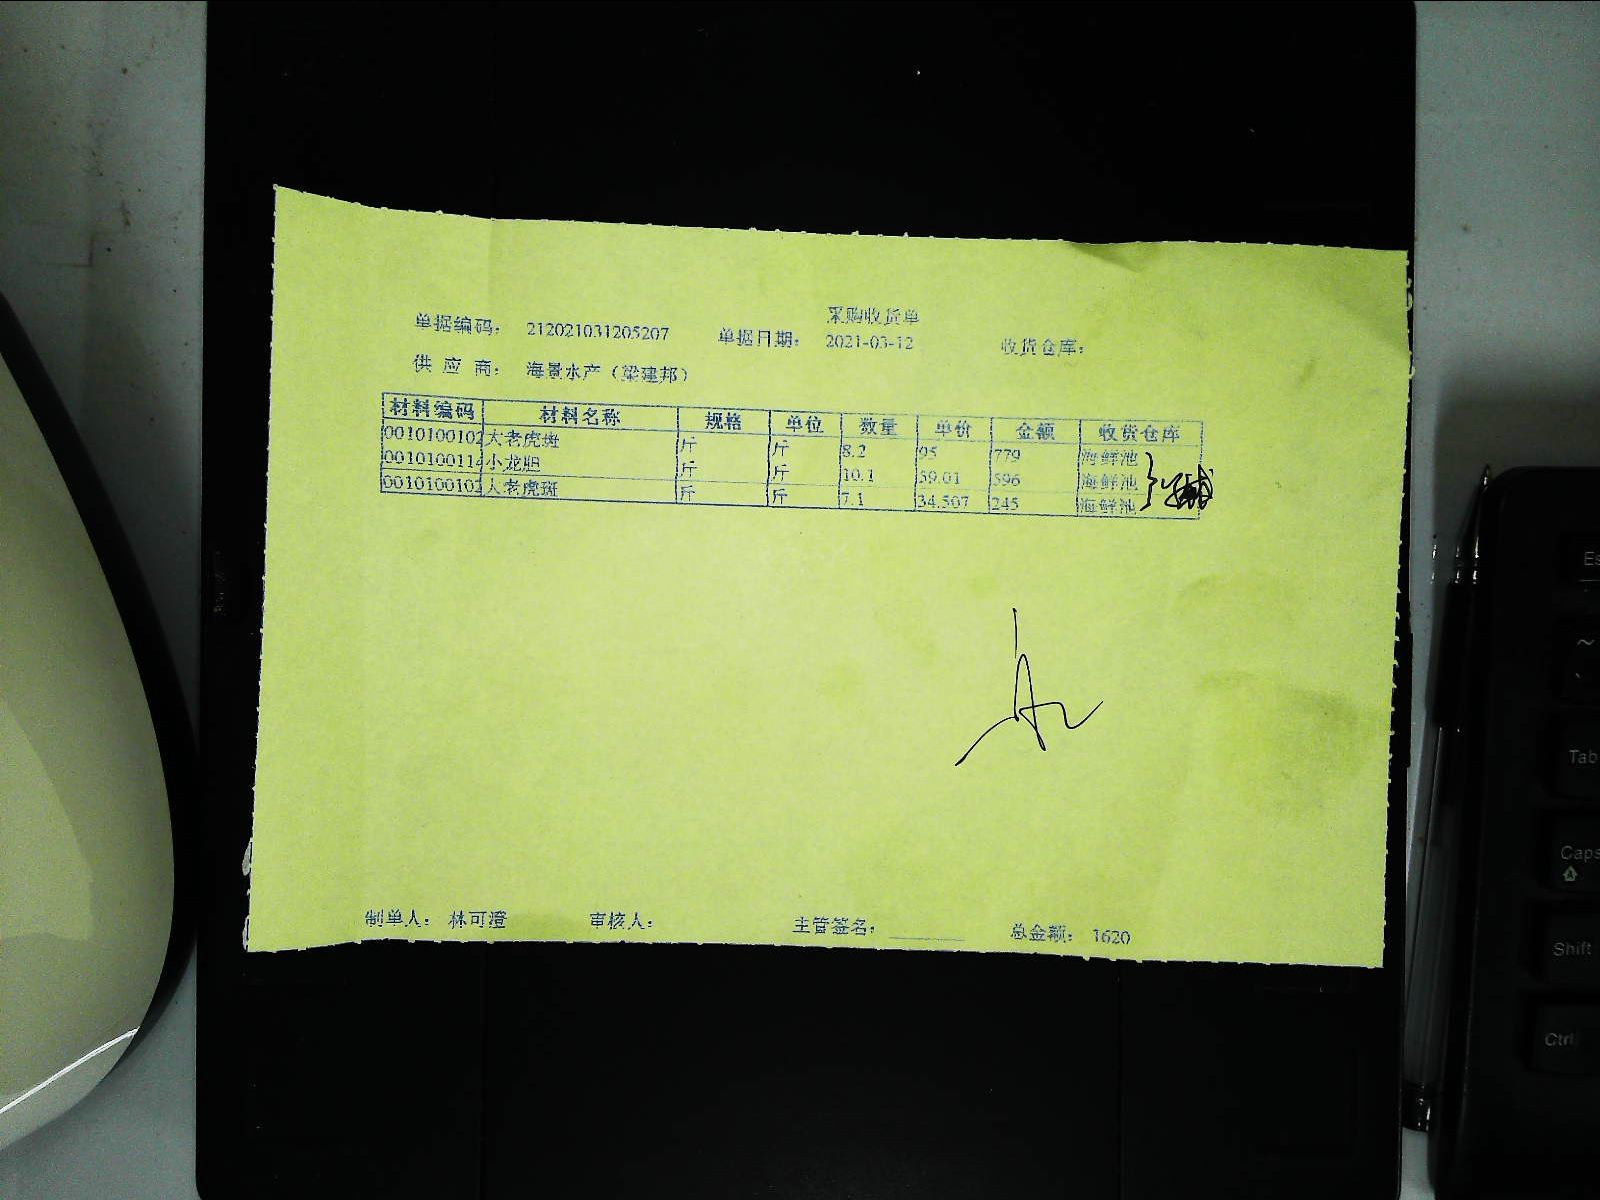 采购收货单
单据编码： 212021031205207 单据日期： 2021-03-12 收货仓库：
供应商： 海景水产（梁建邦）
材料编码 材料名称 规格 单位 数量 单价 金额 收货仓库
0010100102 大老虎斑 斤 斤 8.2 95 779 海鲜池
0010100114 小龙胆 斤 斤 10.1 59.01 596 海鲜池
0010100102 大老虎斑 斤 斤 7.1 34.507 245 海鲜池
制单人： 林可澄 审核人： 主管签名： 总金额： 1620
Tab
Caps
Shift
Ctrl